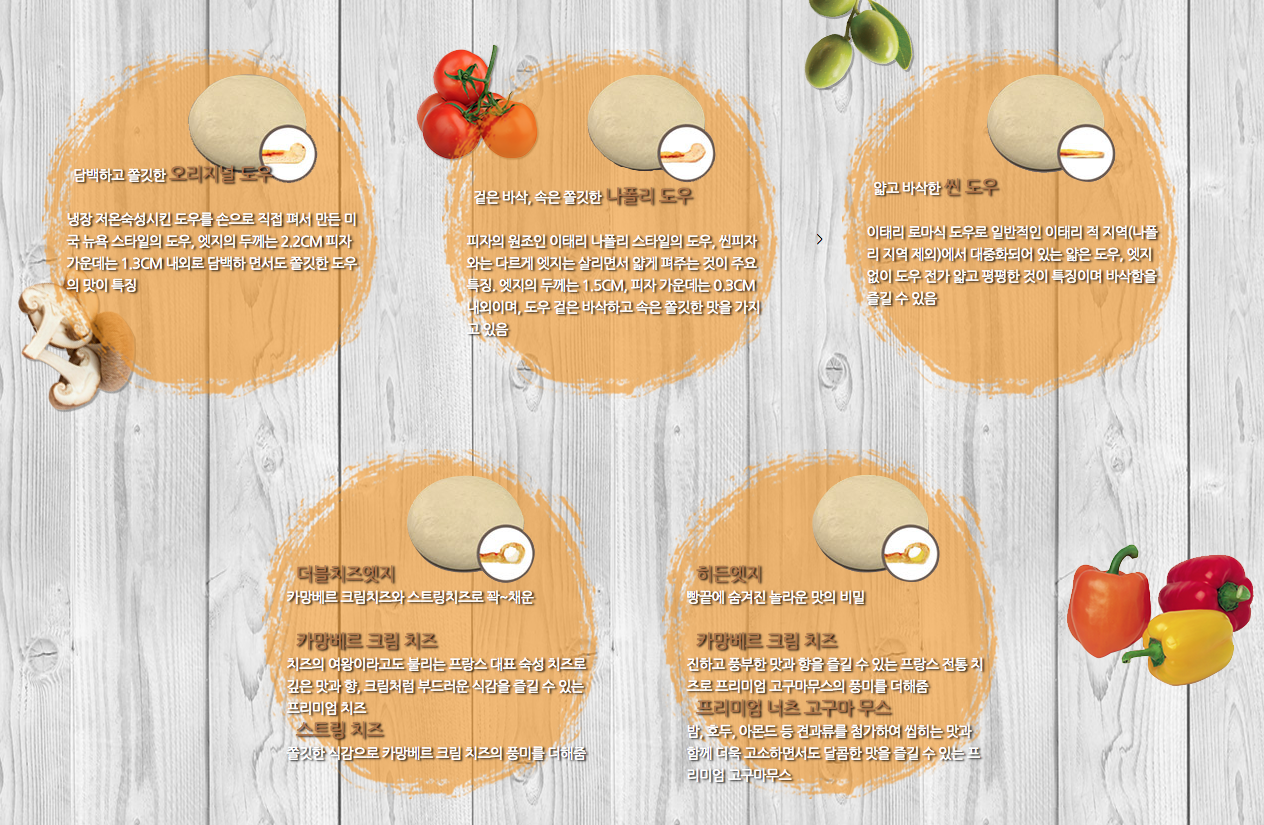 담백하고 쫄깃한 오리지널 도우
냉장 저온숙성시킨 도우를 손으로 직접 펴서 만든 미
국 뉴욕 스타일의 도우, 엣지의 두께는 2.2CM 피자
가운데는 1.3CM 내외로 담백하 면서도 쫄깃한 도우
의 맛이 특징
겉은 바삭, 속은 쫄깃한 나폴리 도우
피자의 원조인 이태리 나폴리 스타일의 도우, 씬피자
와는 다르게 엣지는 살리면서 얇게 펴주는 것이 주요
특징. 엣지의 두께는 1.5CM, 피자 가운데는 0.3CM
내외이며, 도우 겉은 바삭하고 속은 쫄깃한 맛을 가지
고 있음
얇고 바삭한 씬 도우
이태리 로마식 도우로 일반적인 이태리 적 지역(나폴
리 지역 제외)에서 대중화되어 있는 얇은 도우, 엣지
없이 도우 전가 얇고 평평한 것이 특징이며 바삭함을
즐길 수 있음
더블치즈엣지
카망베르 크림치즈와 스트링치즈로 꽉~채운
카망베르 크림 치즈
치즈의 여왕이라고도 불리는 프랑스 대표 숙성 치즈로
깊은 맛과 향, 크림처럼 부드러운 식감을 즐길 수 있는
프리미엄 치즈
스트링 치즈
쫄깃한 식감으로 카망베르 크림 치즈의 풍미를 더해줌
히든엣지
빵끝에 숨겨진 놀라운 맛의 비밀
카망베르 크림 치즈
진하고 풍부한 맛과 향을 즐길 수 있는 프랑스 전통 치
즈로 프리미엄 고구마무스의 풍미를 더해줌
프리미엄 너츠 고구마 무스
밤, 호두, 아몬드 등 견과류를 첨가하여 씹히는 맛과
함께 더욱 고소하면서도 달콤한 맛을 즐길 수 있는 프
리미엄 고구마무스